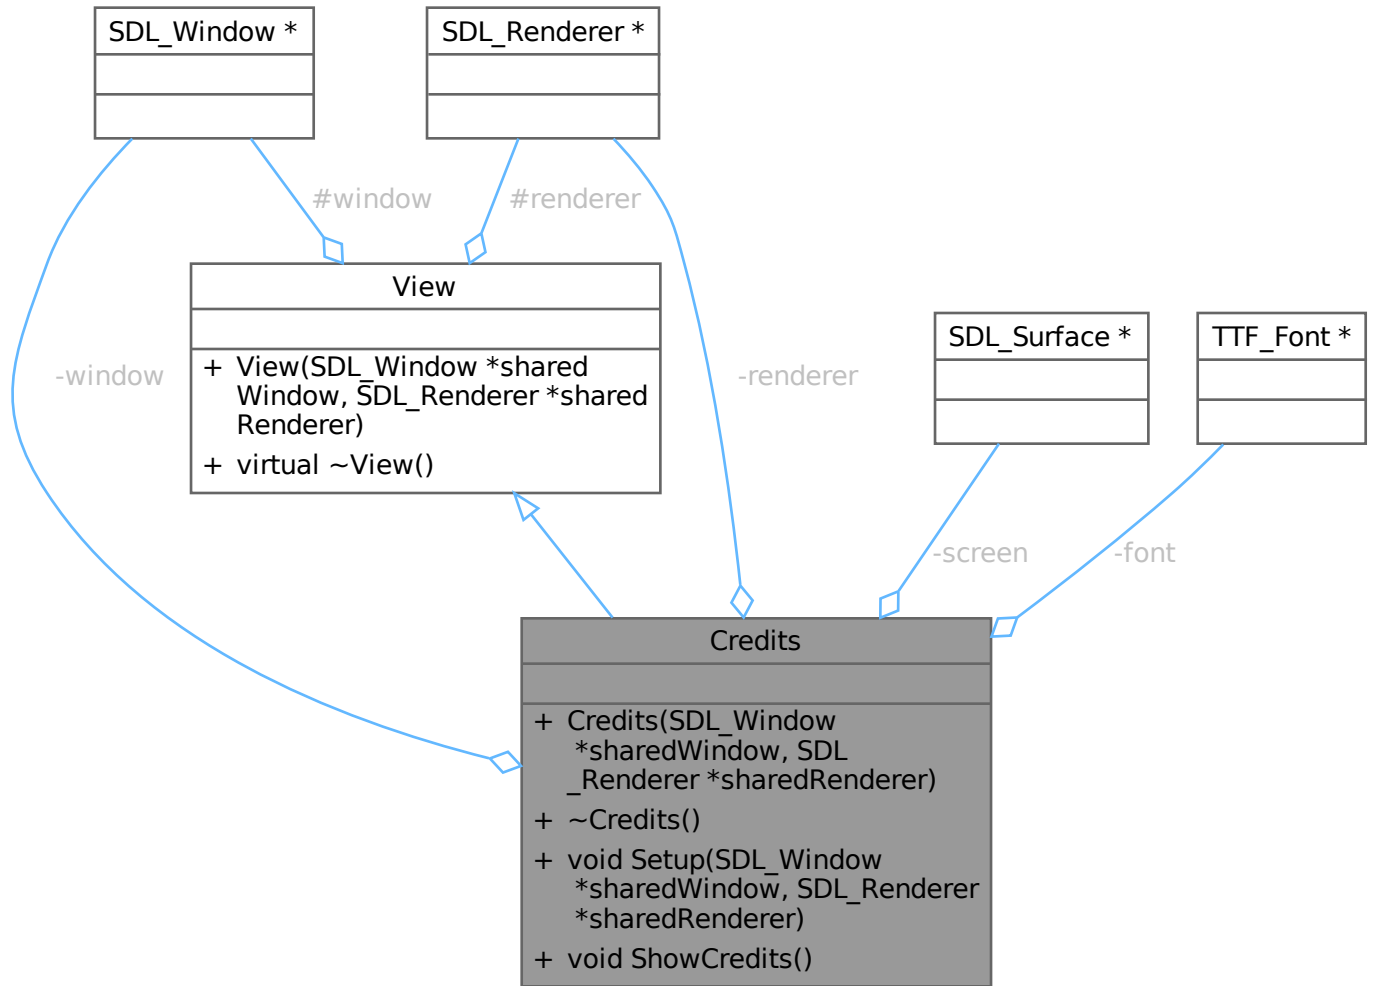 SDL_Window *
SDL_Renderer *
#window
#renderer
View
+ View(SDL_Window *shared
Window, SDL_Renderer *shared
Renderer)
+ virtual ~View()
-window
-renderer
SDL_Surface *
TTF_Font *
-screen
-font
Credits
+ Credits(SDL_Window
*sharedWindow, SDL
_Renderer *sharedRenderer)
+ ~Credits()
+ void Setup(SDL_Window
*sharedWindow, SDL_Renderer
*sharedRenderer)
+ void ShowCredits()